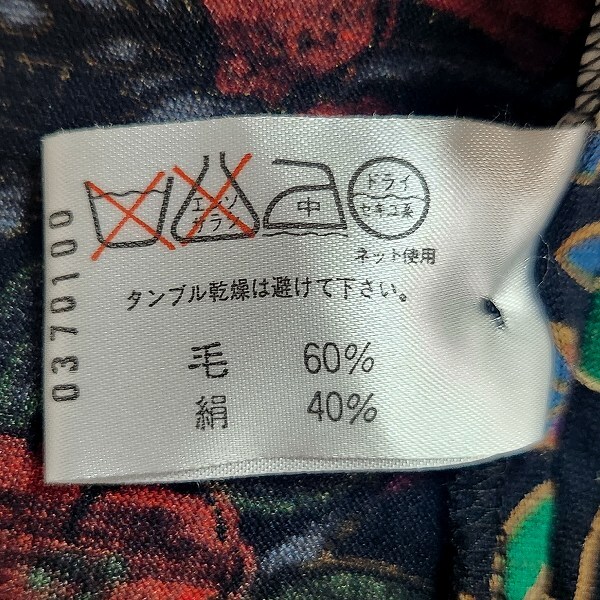 エンソ
サラシ
中
ドライ
セキユ系
ネット使用
タンブル乾燥は避けて下さい。
毛 60%
絹 40%
0370100